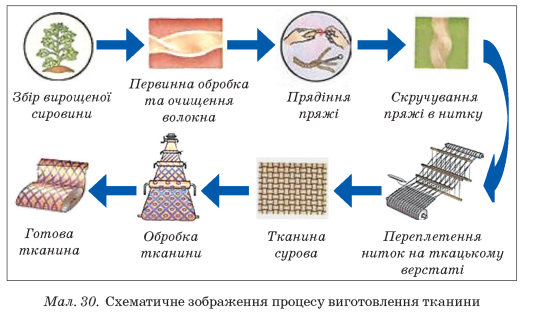 Збір вирощеної
сировини
Первинна обробка
та очищення
волокна
Прядіння
пряжі
Скручування
пряжі в нитку
Готова
тканина
Обробка
тканини
Тканина
сурова
Переплетення
ниток на ткацькому
верстаті
Мал. 30. Схематичне зображення процесу виготовлення тканини